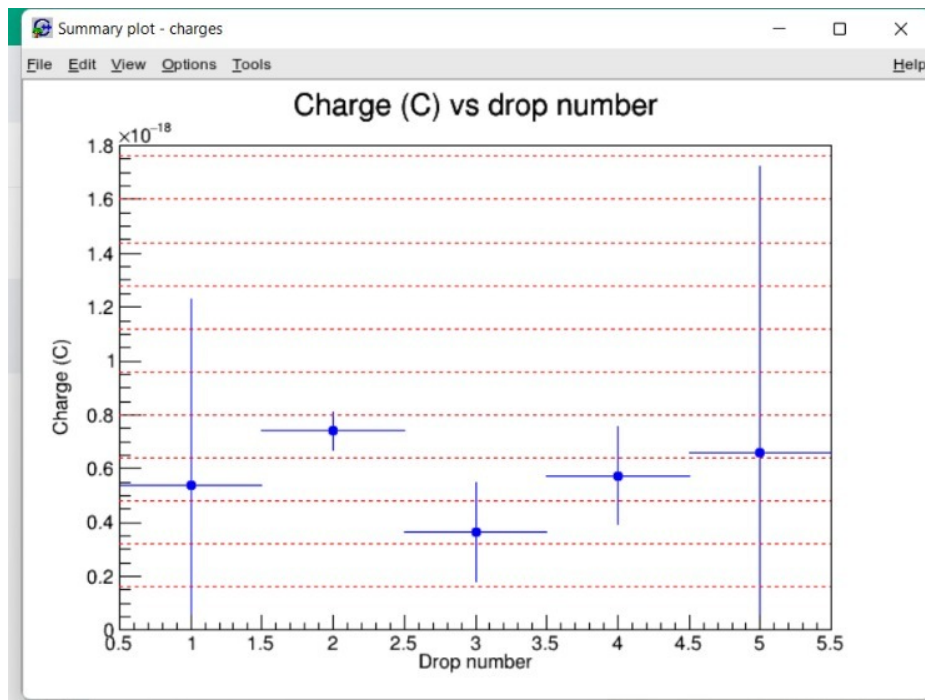 Summary plot - charges
File Edit View Options Tools Help
Charge (C) vs drop number
×10⁻¹⁸
1.8
1.6
1.4
1.2
1
0.8
0.6
0.4
0.2
0
Charge (C)
0.5 1 1.5 2 2.5 3 3.5 4 4.5 5 5.5
Drop number